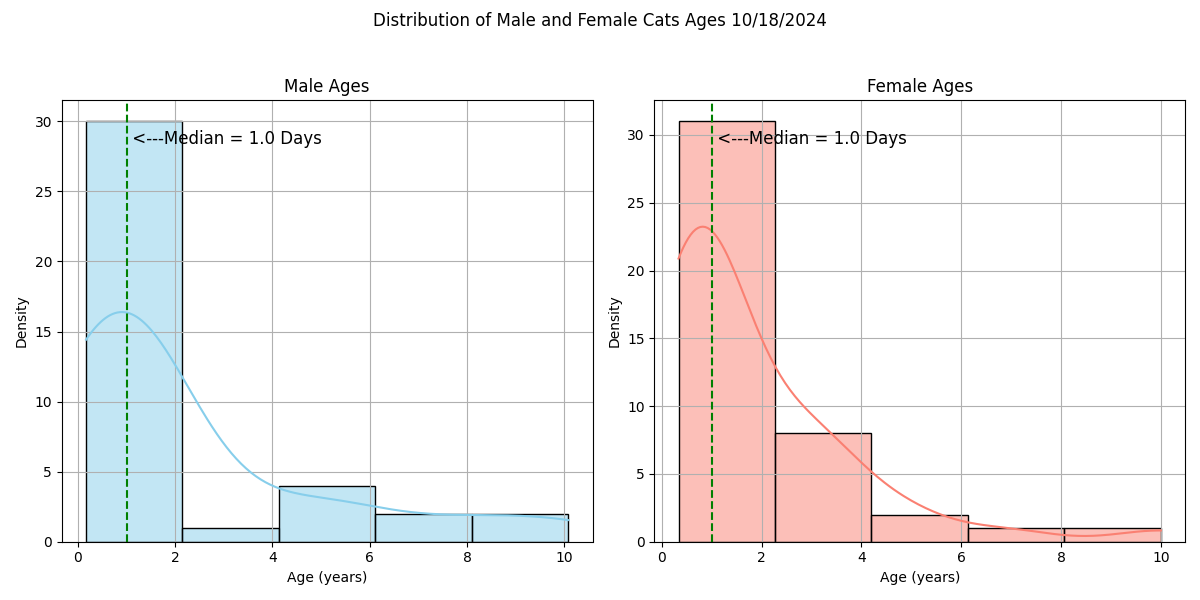 Distribution of Male and Female Cats Ages 10/18/2024
Male Ages
30
25
20
15
10
5
0
Density
<---Median = 1.0 Days
0 2 4 6 8 10
Age (years)
Female Ages
30
25
20
15
10
5
0
Density
<---Median = 1.0 Days
0 2 4 6 8 10
Age (years)